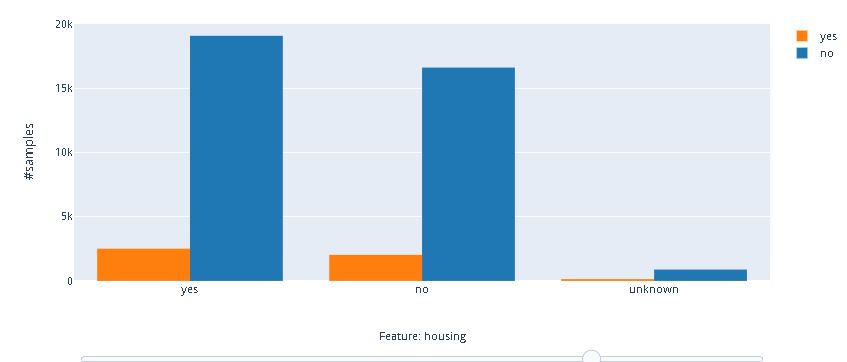 20k
15k
10k
5k
0
#samples
yes
no
unknown
yes
no
Feature: housing